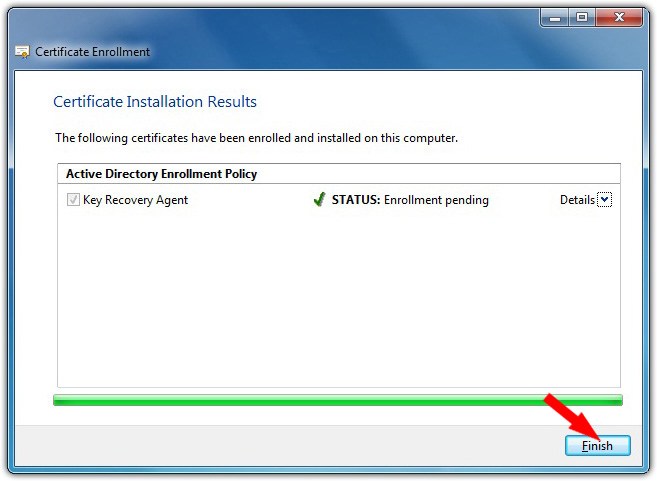 Certificate Enrollment
Certificate Installation Results
The following certificates have been enrolled and installed on this computer.
Active Directory Enrollment Policy
Key Recovery Agent STATUS: Enrollment pending Details
Finish